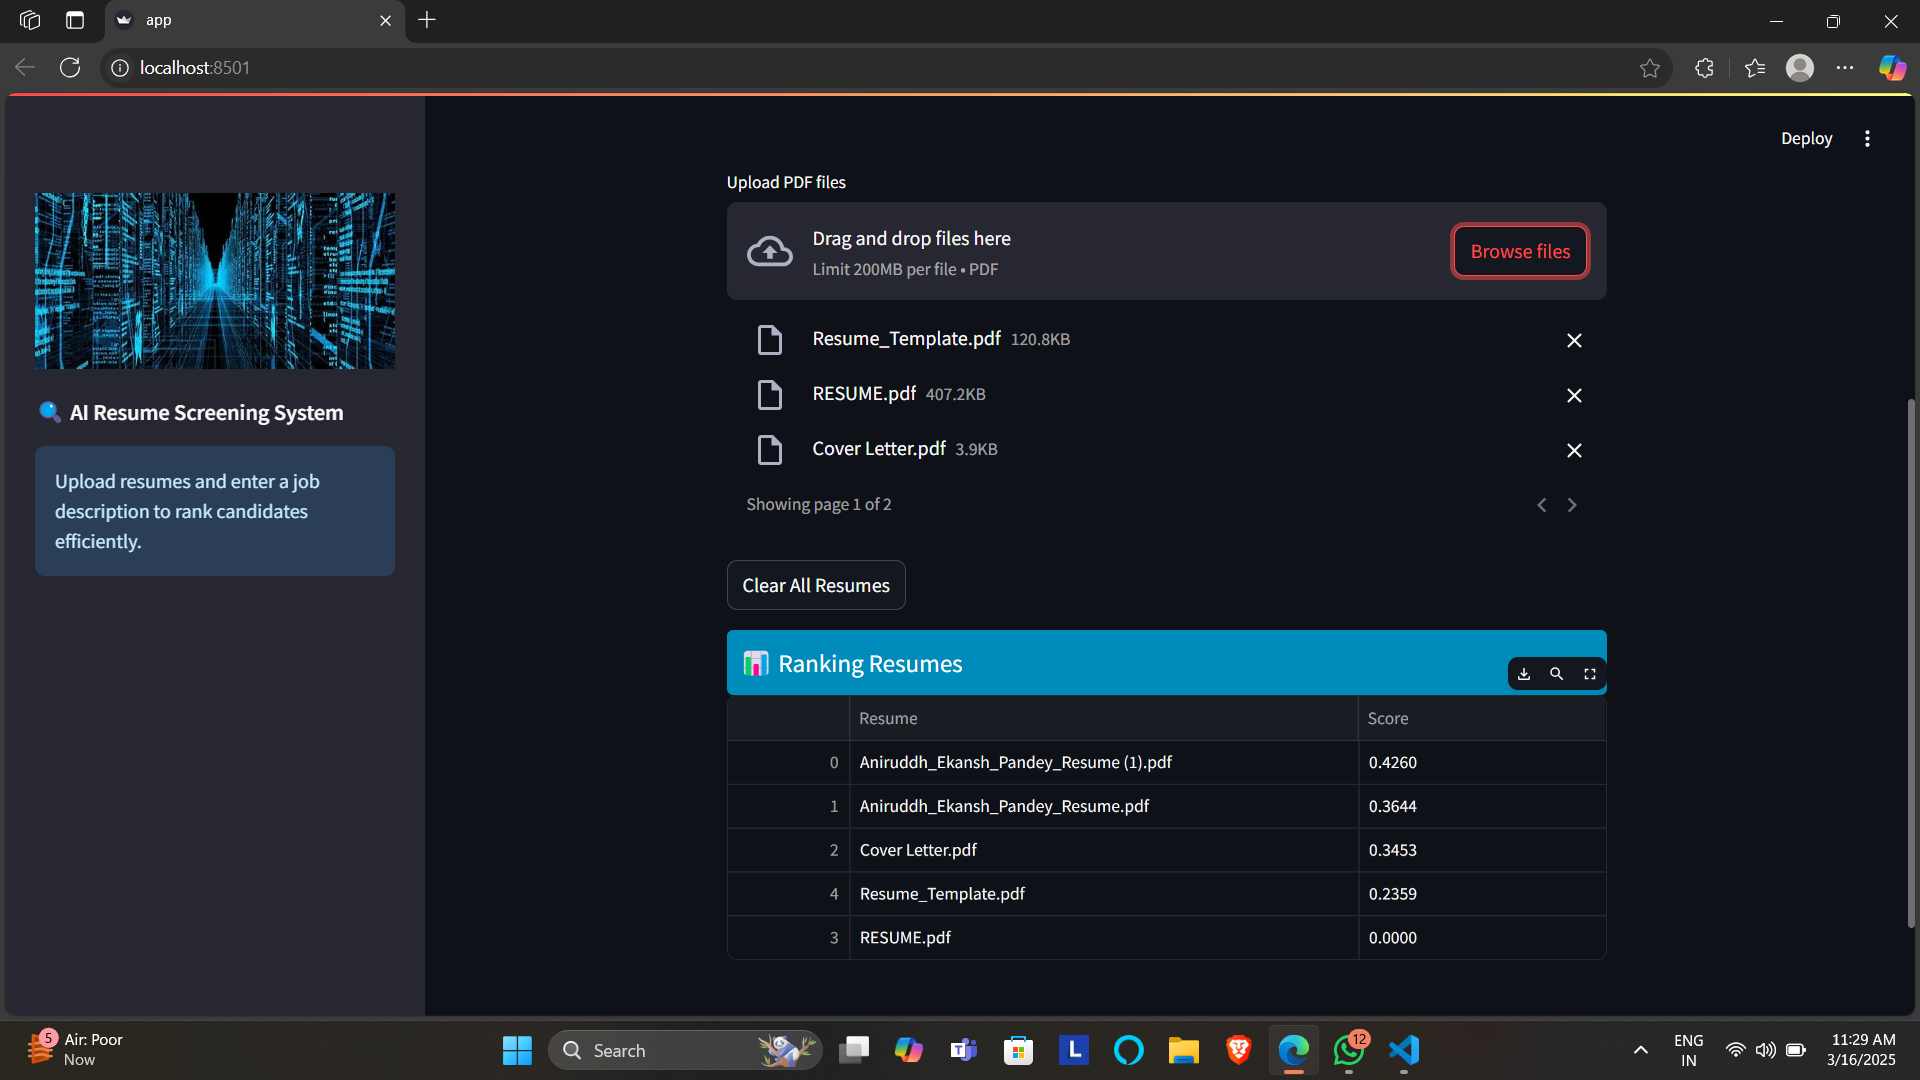 app
localhost:8501
Deploy
Upload PDF files
Drag and drop files here
Limit 200MB per file • PDF
Browse files
Resume_Template.pdf 120.8KB
RESUME.pdf 407.2KB
Cover Letter.pdf 3.9KB
Showing page 1 of 2
Clear All Resumes
AI Resume Screening System
Upload resumes and enter a job
description to rank candidates
efficiently.
Ranking Resumes
Resume Score
0 Aniruddh_Ekansh_Pandey_Resume (1).pdf 0.4260
1 Aniruddh_Ekansh_Pandey_Resume.pdf 0.3644
2 Cover Letter.pdf 0.3453
4 Resume_Template.pdf 0.2359
3 RESUME.pdf 0.0000
5
Air: Poor
Now
Search
L
12
ENG
IN
11:29 AM
3/16/2025